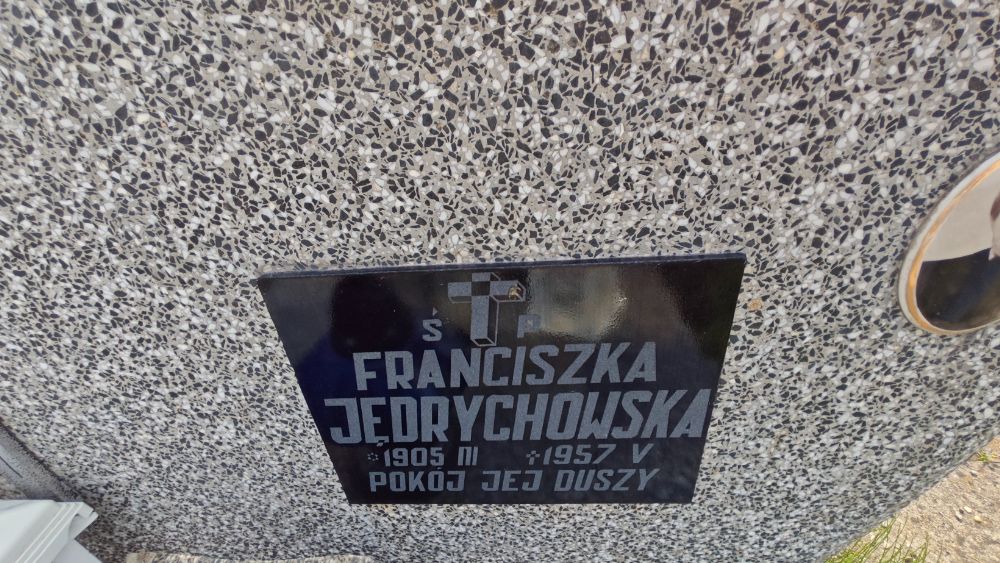 Ś P
FRANCISZKA
JĘDRYCHOWSKA
* 1905 III † 1957 V
POKÓJ JEJ DUSZY